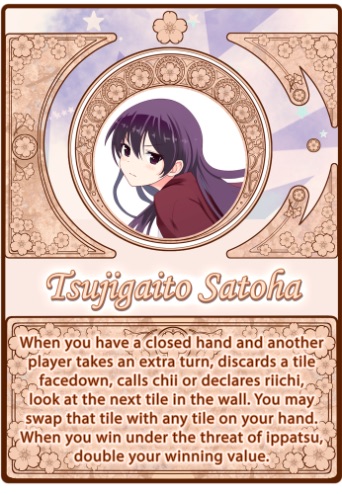 Tsujigaito Satoha
When you have a closed hand and another
player takes an extra turn, discards a tile
facedown, calls chii or declares riichi,
look at the next tile in the wall. You may
swap that tile with any tile on your hand.
When you win under the threat of ippatsu,
double your winning value.